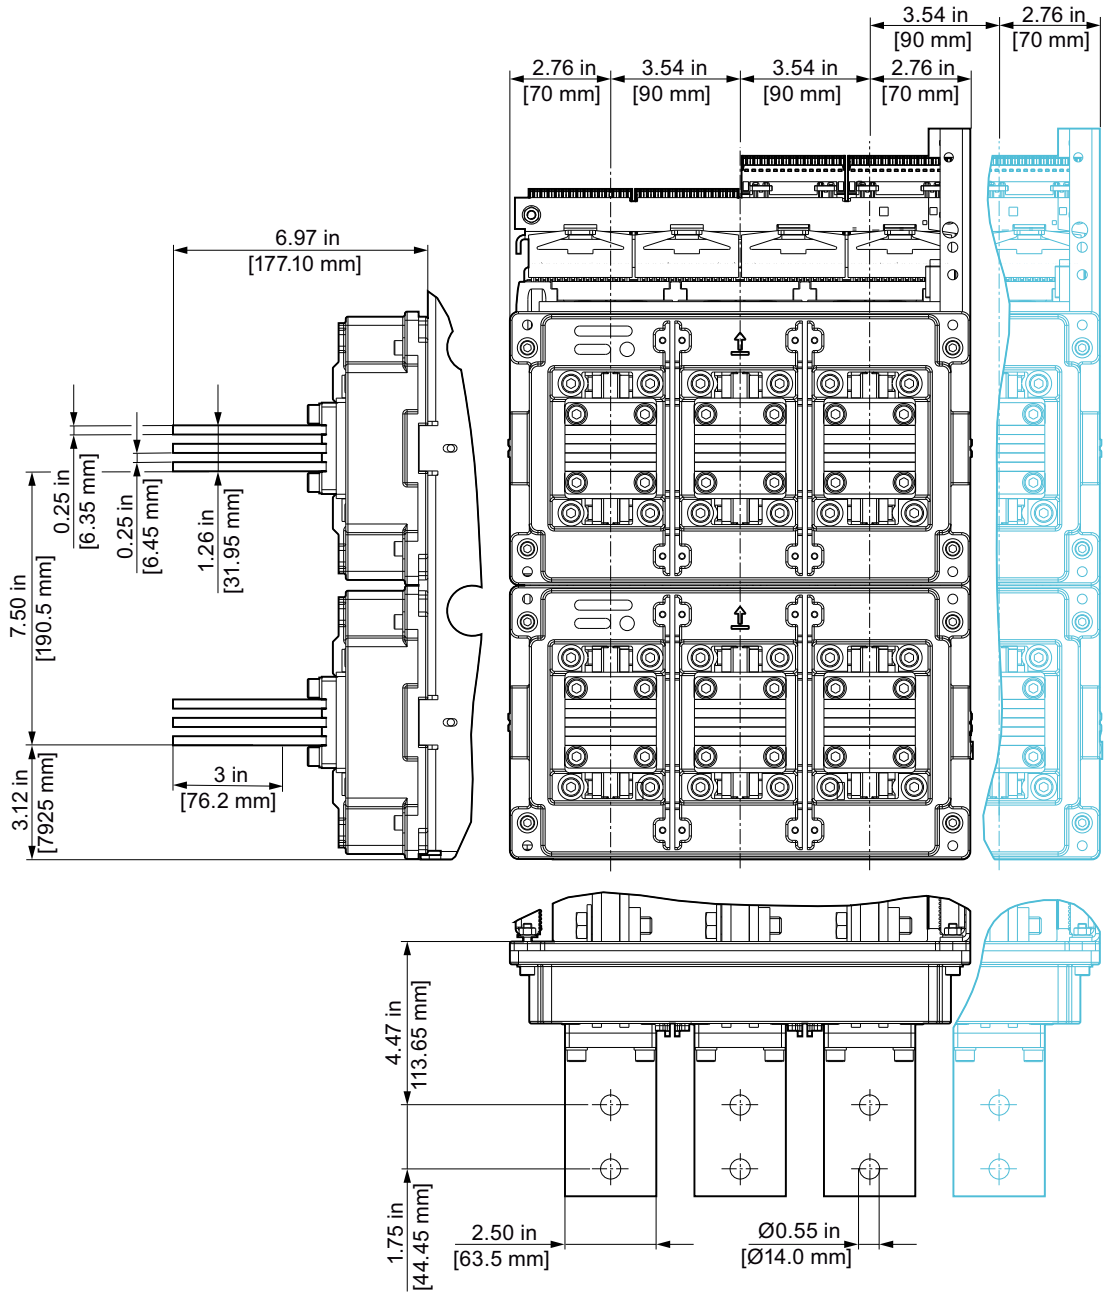 3.54 in
[90 mm]
2.76 in
[70 mm]
2.76 in
[70 mm]
3.54 in
[90 mm]
3.54 in
[90 mm]
2.76 in
[70 mm]
6.97 in
[177.10 mm]
0.25 in
[6.35 mm]
0.25 in
[6.45 mm]
1.26 in
[31.95 mm]
7.50 in
[190.5 mm]
3 in
[76.2 mm]
3.12 in
[7925 mm]
4.47 in
113.65 mm]
1.75 in
[44.45 mm]
2.50 in
[63.5 mm]
Ø0.55 in
[Ø14.0 mm]